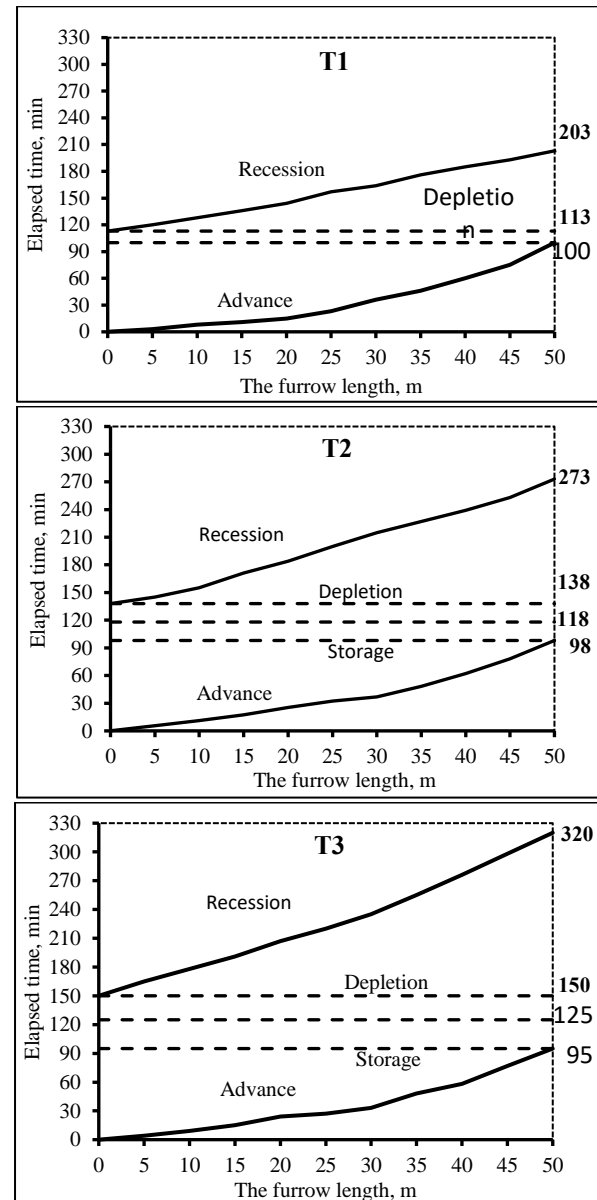 T1
330
300
270
240
210
180
150
120
90
60
30
0
Elapsed time, min
Recession
Depletio
n
Advance
203
113
100
0 5 10 15 20 25 30 35 40 45 50
The furrow length, m
T2
330
300
270
240
210
180
150
120
90
60
30
0
Elapsed time, min
Recession
Depletion
Storage
Advance
273
138
118
98
0 5 10 15 20 25 30 35 40 45 50
The furrow length, m
T3
330
300
270
240
210
180
150
120
90
60
30
0
Elapsed time, min
Recession
Depletion
Storage
Advance
320
150
125
95
0 5 10 15 20 25 30 35 40 45 50
The furrow length, m